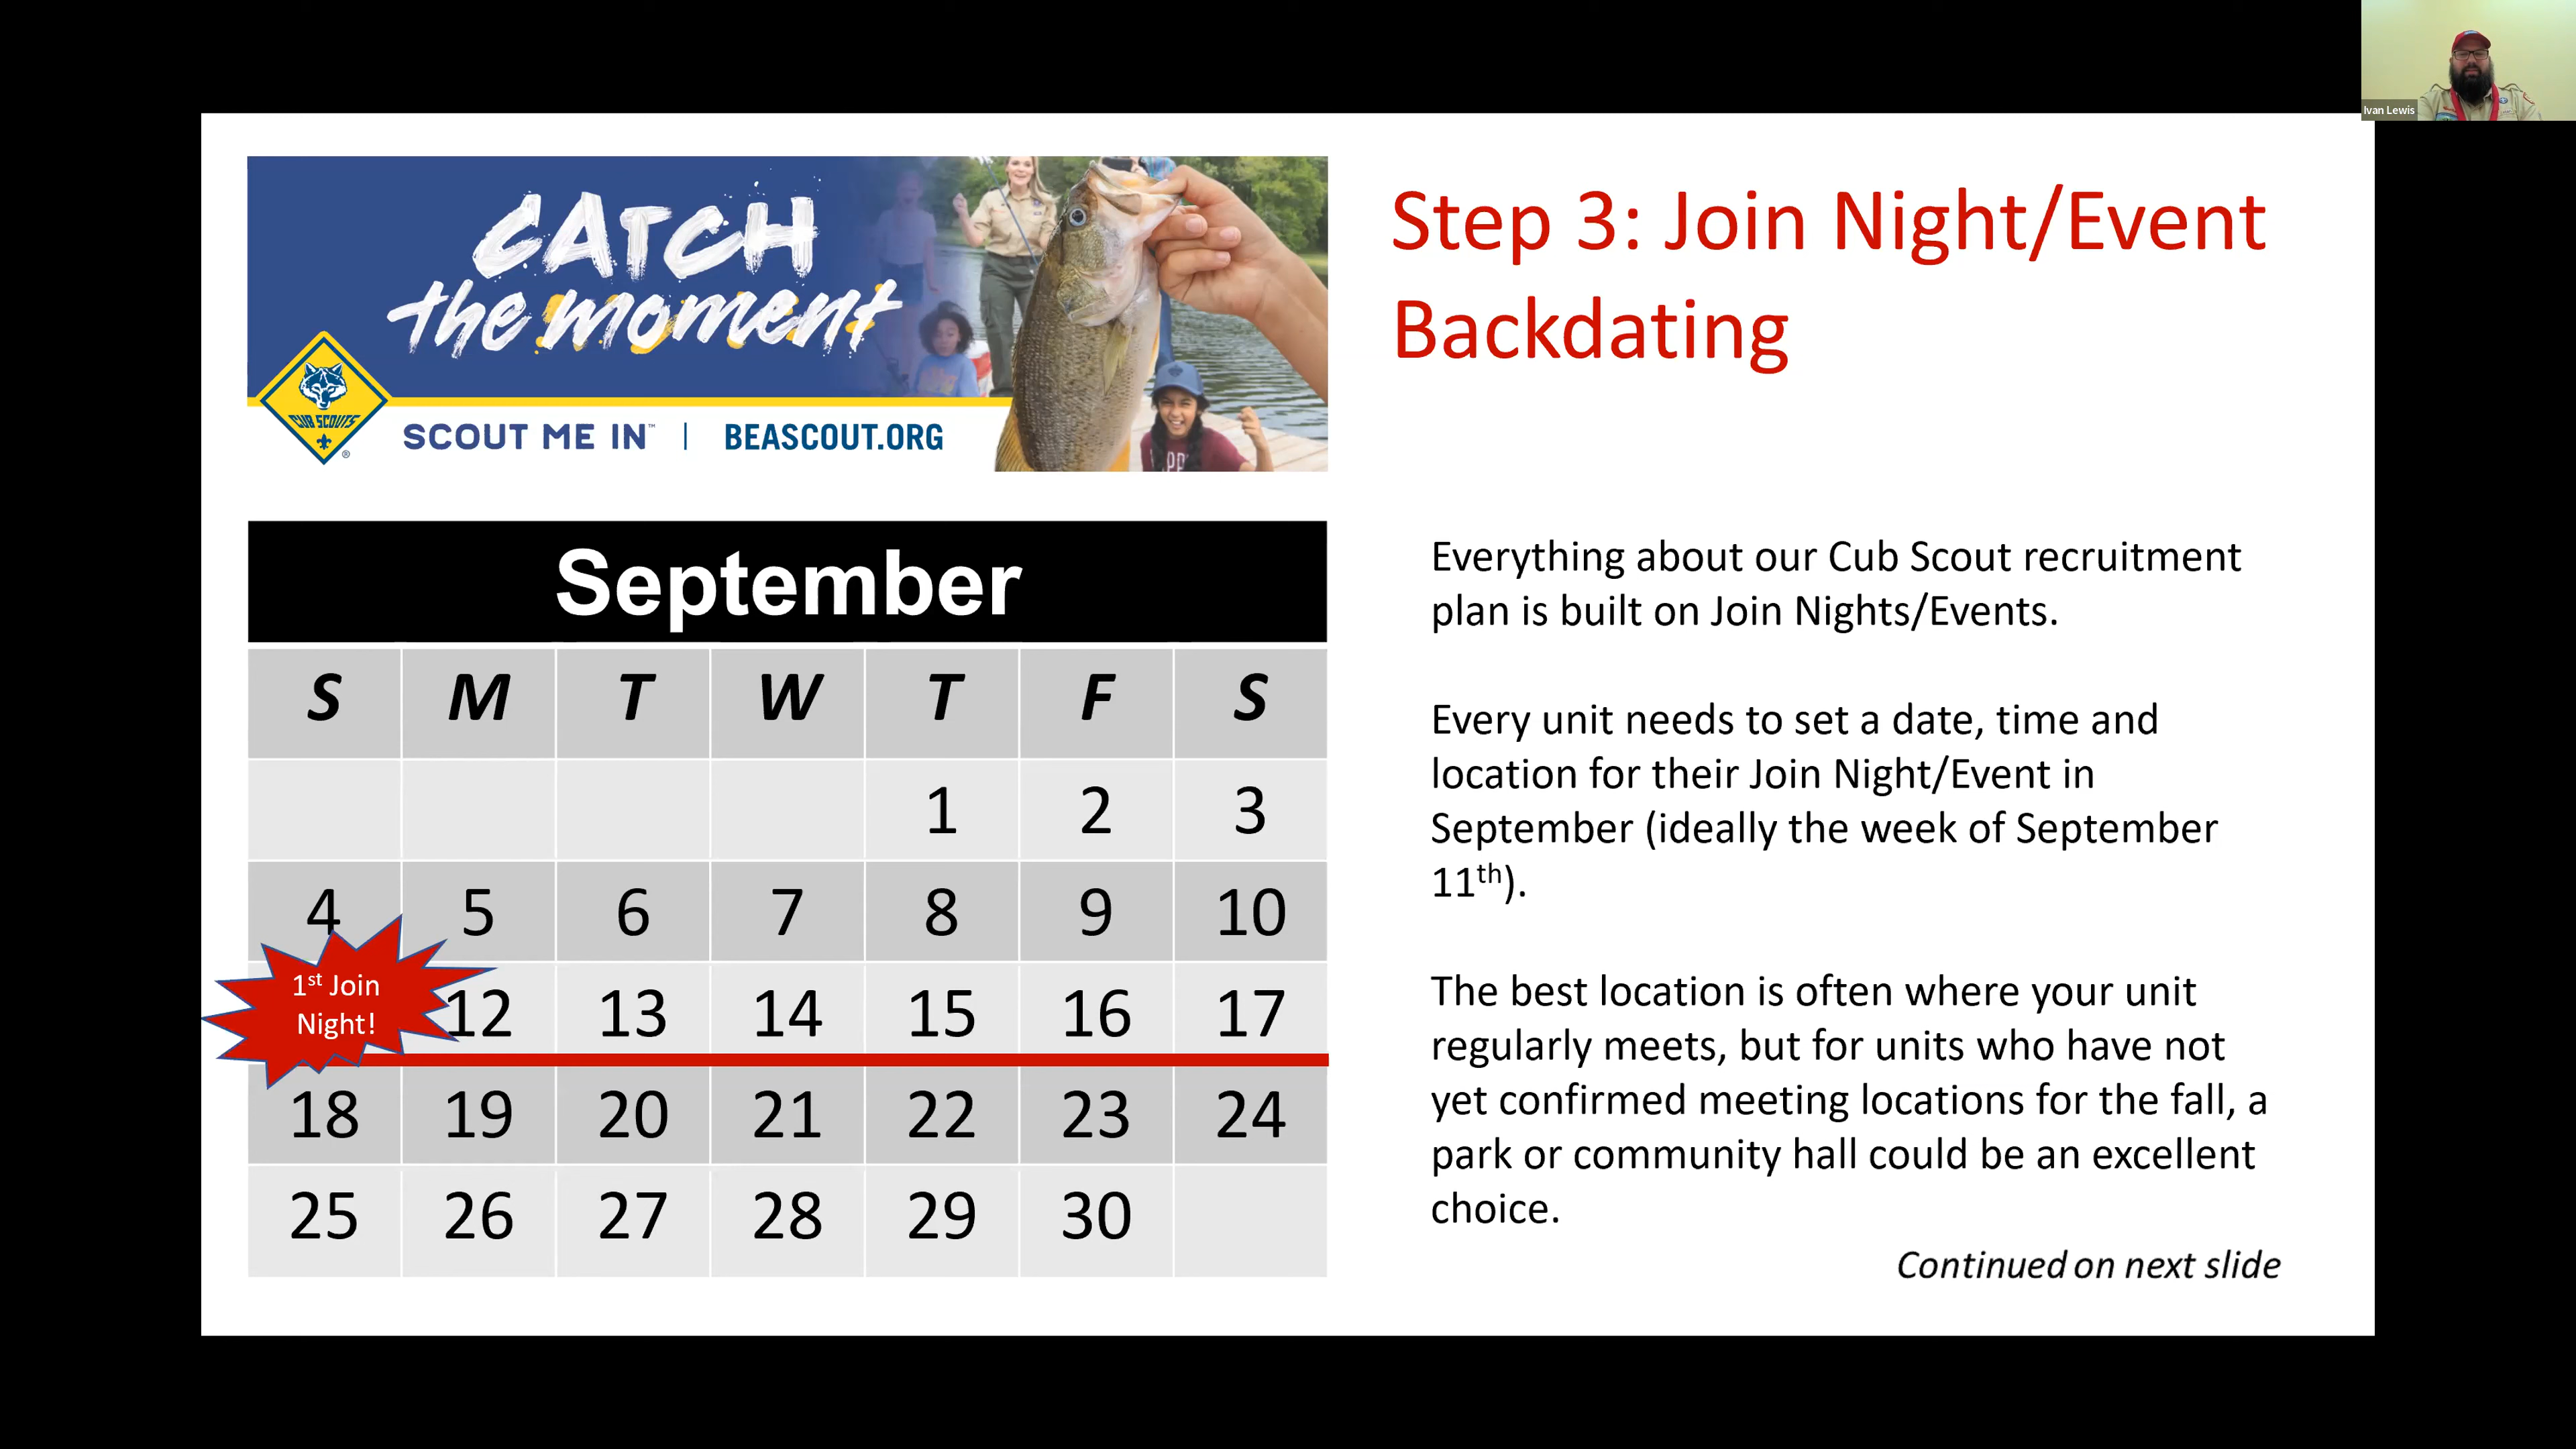 Ivan Lewis
CATCH
the moment
CUB SCOUTS
®
SCOUT ME IN™ | BEASCOUT.ORG
Step 3: Join Night/Event
Backdating
September
S M T W T F S
1 2 3
4 5 6 7 8 9 10
1st Join
Night!
12 13 14 15 16 17
18 19 20 21 22 23 24
25 26 27 28 29 30
Everything about our Cub Scout recruitment
plan is built on Join Nights/Events.
Every unit needs to set a date, time and
location for their Join Night/Event in
September (ideally the week of September
11th).
The best location is often where your unit
regularly meets, but for units who have not
yet confirmed meeting locations for the fall, a
park or community hall could be an excellent
choice.
Continued on next slide